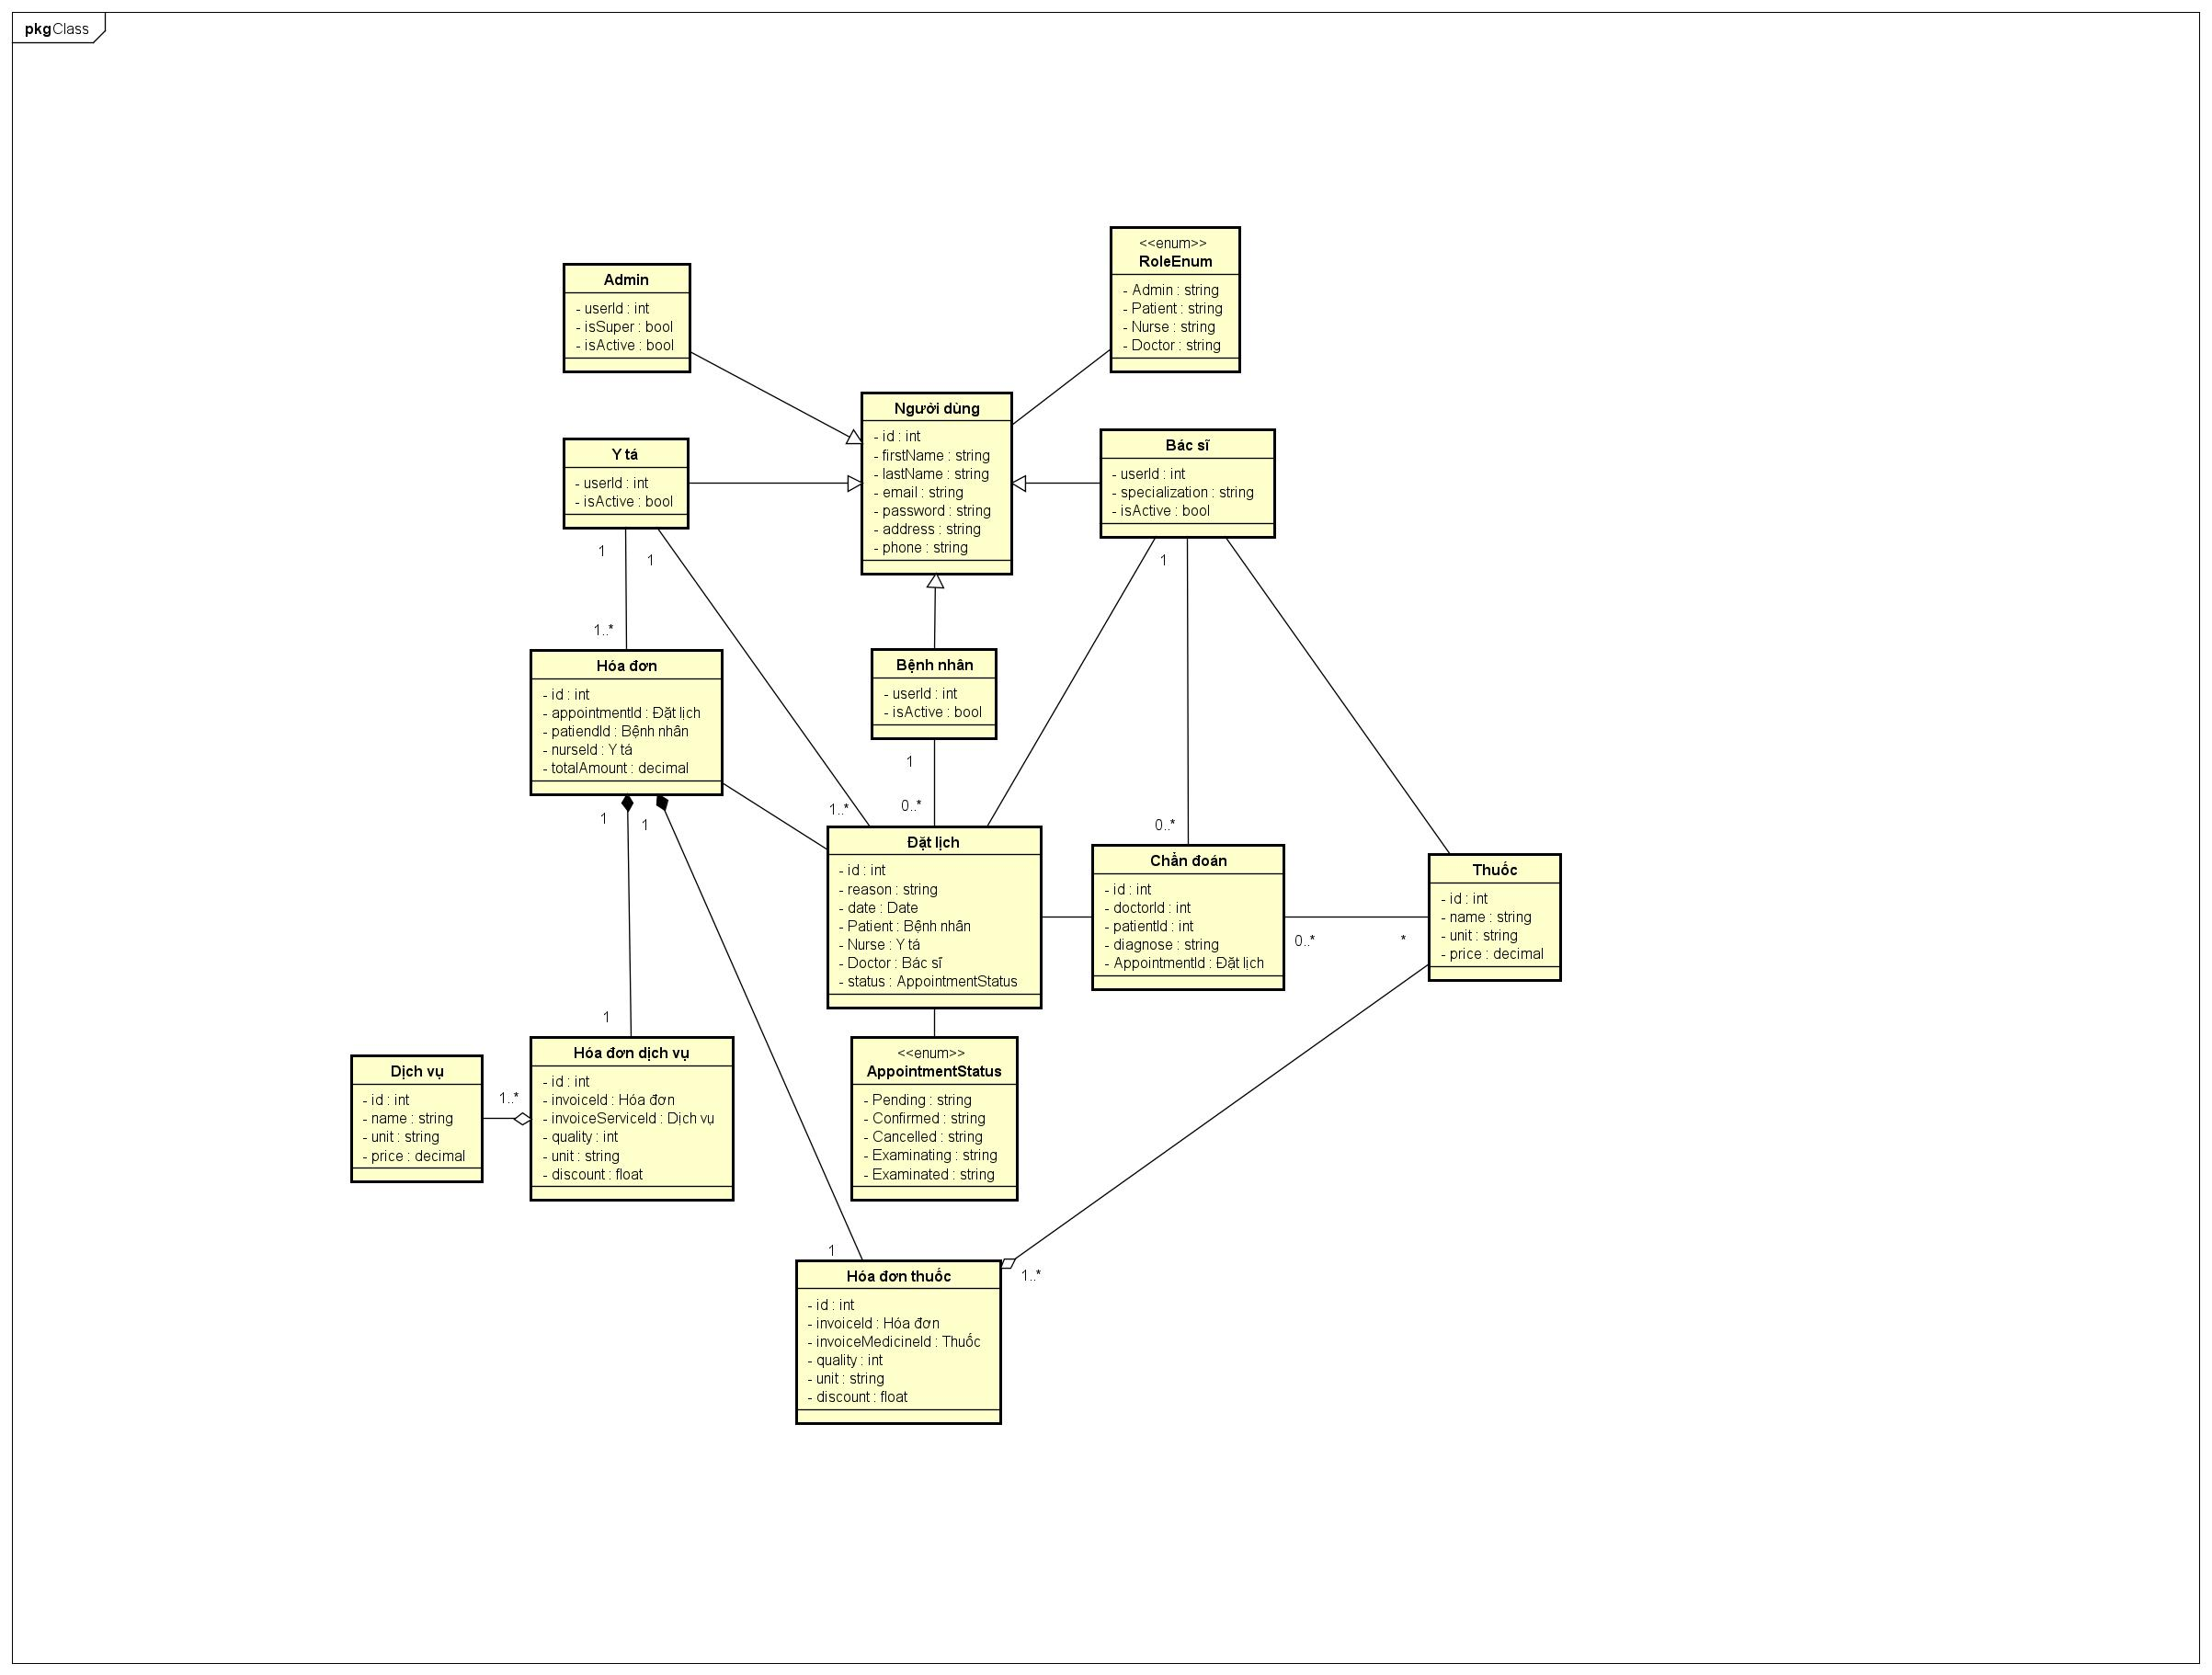 pkgClass
<<enum>>
RoleEnum
- Admin : string
- Patient : string
- Nurse : string
- Doctor : string
Admin
- userId : int
- isSuper : bool
- isActive : bool
Người dùng
- id : int
- firstName : string
- lastName : string
- email : string
- password : string
- address : string
- phone : string
Y tá
- userId : int
- isActive : bool
Bác sĩ
- userId : int
- specialization : string
- isActive : bool
1
1
1
1..*
Hóa đơn
- id : int
- appointmentId : Đặt lịch
- patiendId : Bệnh nhân
- nurseId : Y tá
- totalAmount : decimal
Bệnh nhân
- userId : int
- isActive : bool
1
1..*
0..*
0..*
1
1
Đặt lịch
- id : int
- reason : string
- date : Date
- Patient : Bệnh nhân
- Nurse : Y tá
- Doctor : Bác sĩ
- status : AppointmentStatus
Chẩn đoán
- id : int
- doctorId : int
- patientId : int
- diagnose : string
- AppointmentId : Đặt lịch
0..*
*
Thuốc
- id : int
- name : string
- unit : string
- price : decimal
1
Dịch vụ
- id : int
- name : string
- unit : string
- price : decimal
1..*
Hóa đơn dịch vụ
- id : int
- invoiceId : Hóa đơn
- invoiceServiceId : Dịch vụ
- quality : int
- unit : string
- discount : float
<<enum>>
AppointmentStatus
- Pending : string
- Confirmed : string
- Cancelled : string
- Examinating : string
- Examinated : string
1
1..*
Hóa đơn thuốc
- id : int
- invoiceId : Hóa đơn
- invoiceMedicineId : Thuốc
- quality : int
- unit : string
- discount : float